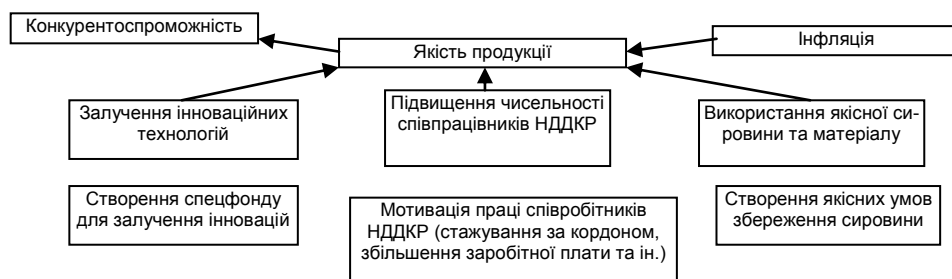 Конкурентоспроможність
Якість продукції
Інфляція
Залучення інноваційних
технологій
Підвищення чисельності
співпрацівників НДДКР
Використання якісної си-
ровини та матеріалу
Створення спецфонду
для залучення інновацій
Мотивація праці співробітників
НДДКР (стажування за кордоном,
збільшення заробітної плати та ін.)
Створення якісних умов
збереження сировини